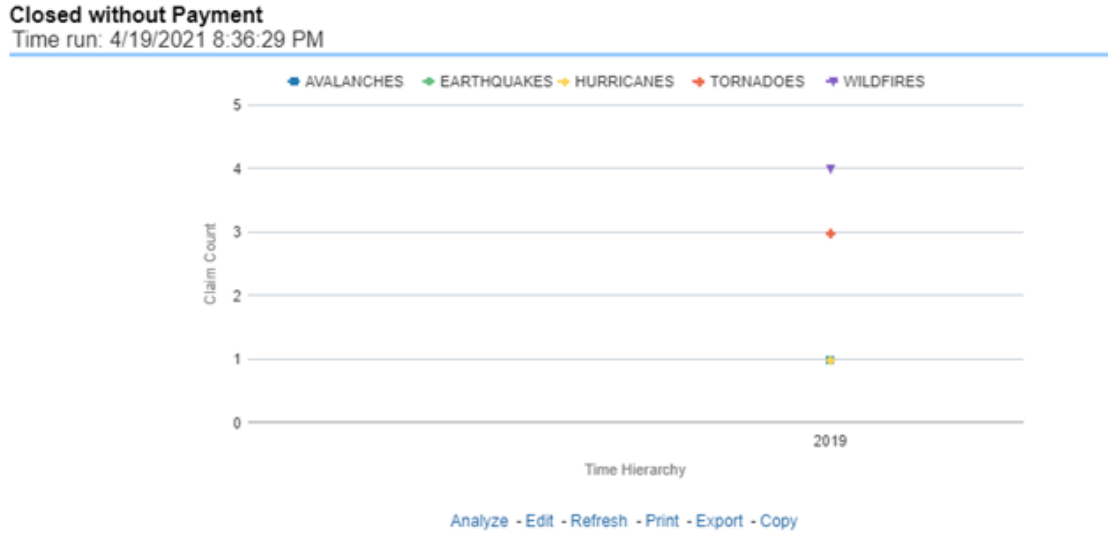 Closed without Payment
Time run: 4/19/2021 8:36:29 PM
AVALANCHES EARTHQUAKES HURRICANES TORNADOES WILDFIRES
5
4
3
2
1
0
Claim Count
2019
Time Hierarchy
Analyze - Edit - Refresh - Print - Export - Copy